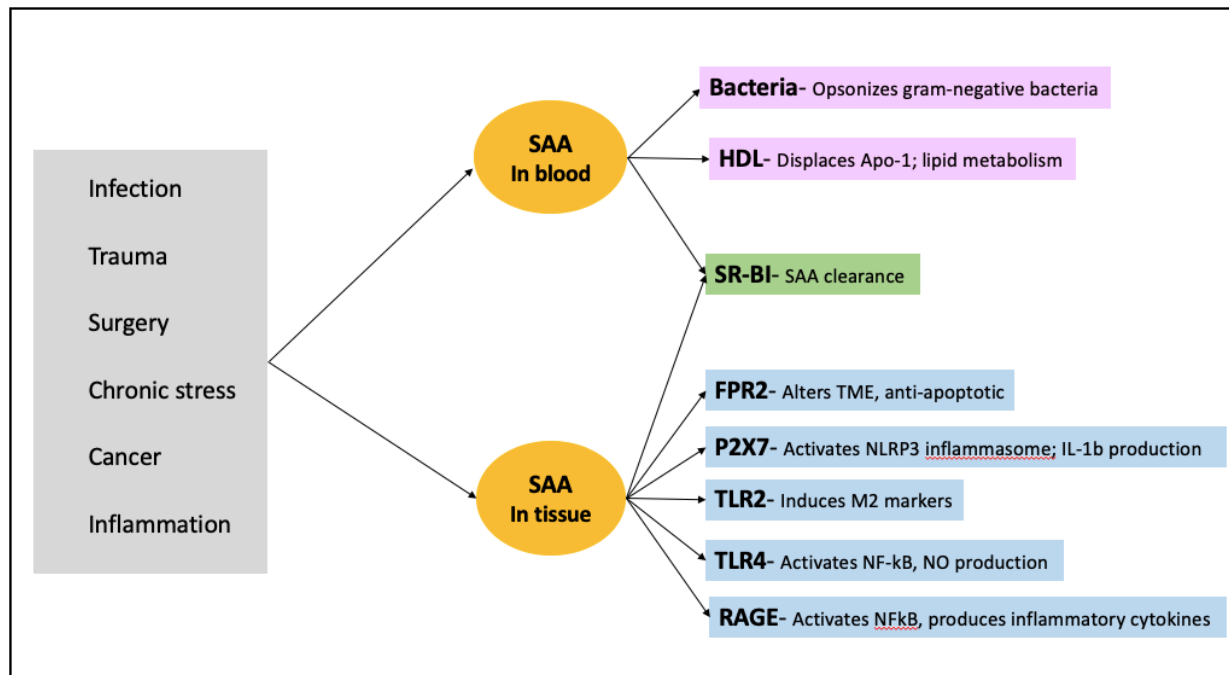 Infection
Trauma
Surgery
Chronic stress
Cancer
Inflammation
SAA
In blood
SAA
In tissue
Bacteria- Opsonizes gram-negative bacteria
HDL- Displaces Apo-1; lipid metabolism
SR-BI- SAA clearance
FPR2- Alters TME, anti-apoptotic
P2X7- Activates NLRP3 inflammasome; IL-1b production
TLR2- Induces M2 markers
TLR4- Activates NF-kB, NO production
RAGE- Activates NFkB, produces inflammatory cytokines